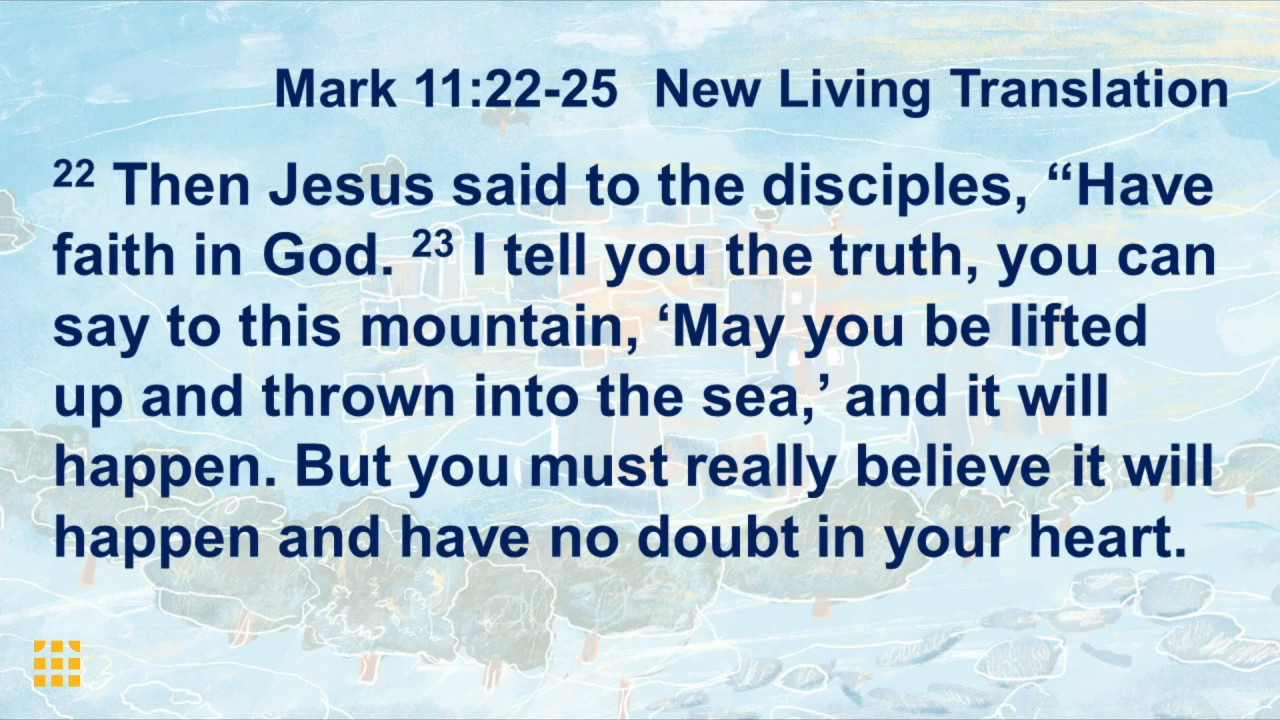 Mark 11:22-25 New Living Translation
22 Then Jesus said to the disciples, “Have
faith in God. 23 I tell you the truth, you can
say to this mountain, ‘May you be lifted
up and thrown into the sea,’ and it will
happen. But you must really believe it will
happen and have no doubt in your heart.